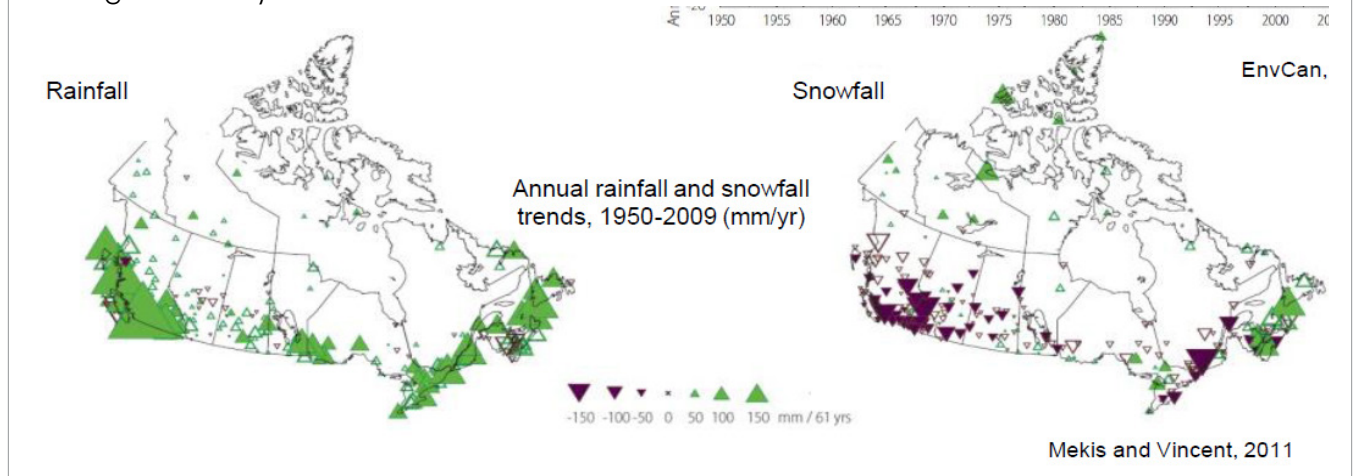 -20
1950 1955 1960 1965 1970 1975 1980 1985 1990 1995 2000
EnvCan,
Rainfall
Snowfall
Annual rainfall and snowfall
trends, 1950-2009 (mm/yr)
-150 -100 -50 0 50 100 150 mm / 61 yrs
Mekis and Vincent, 2011